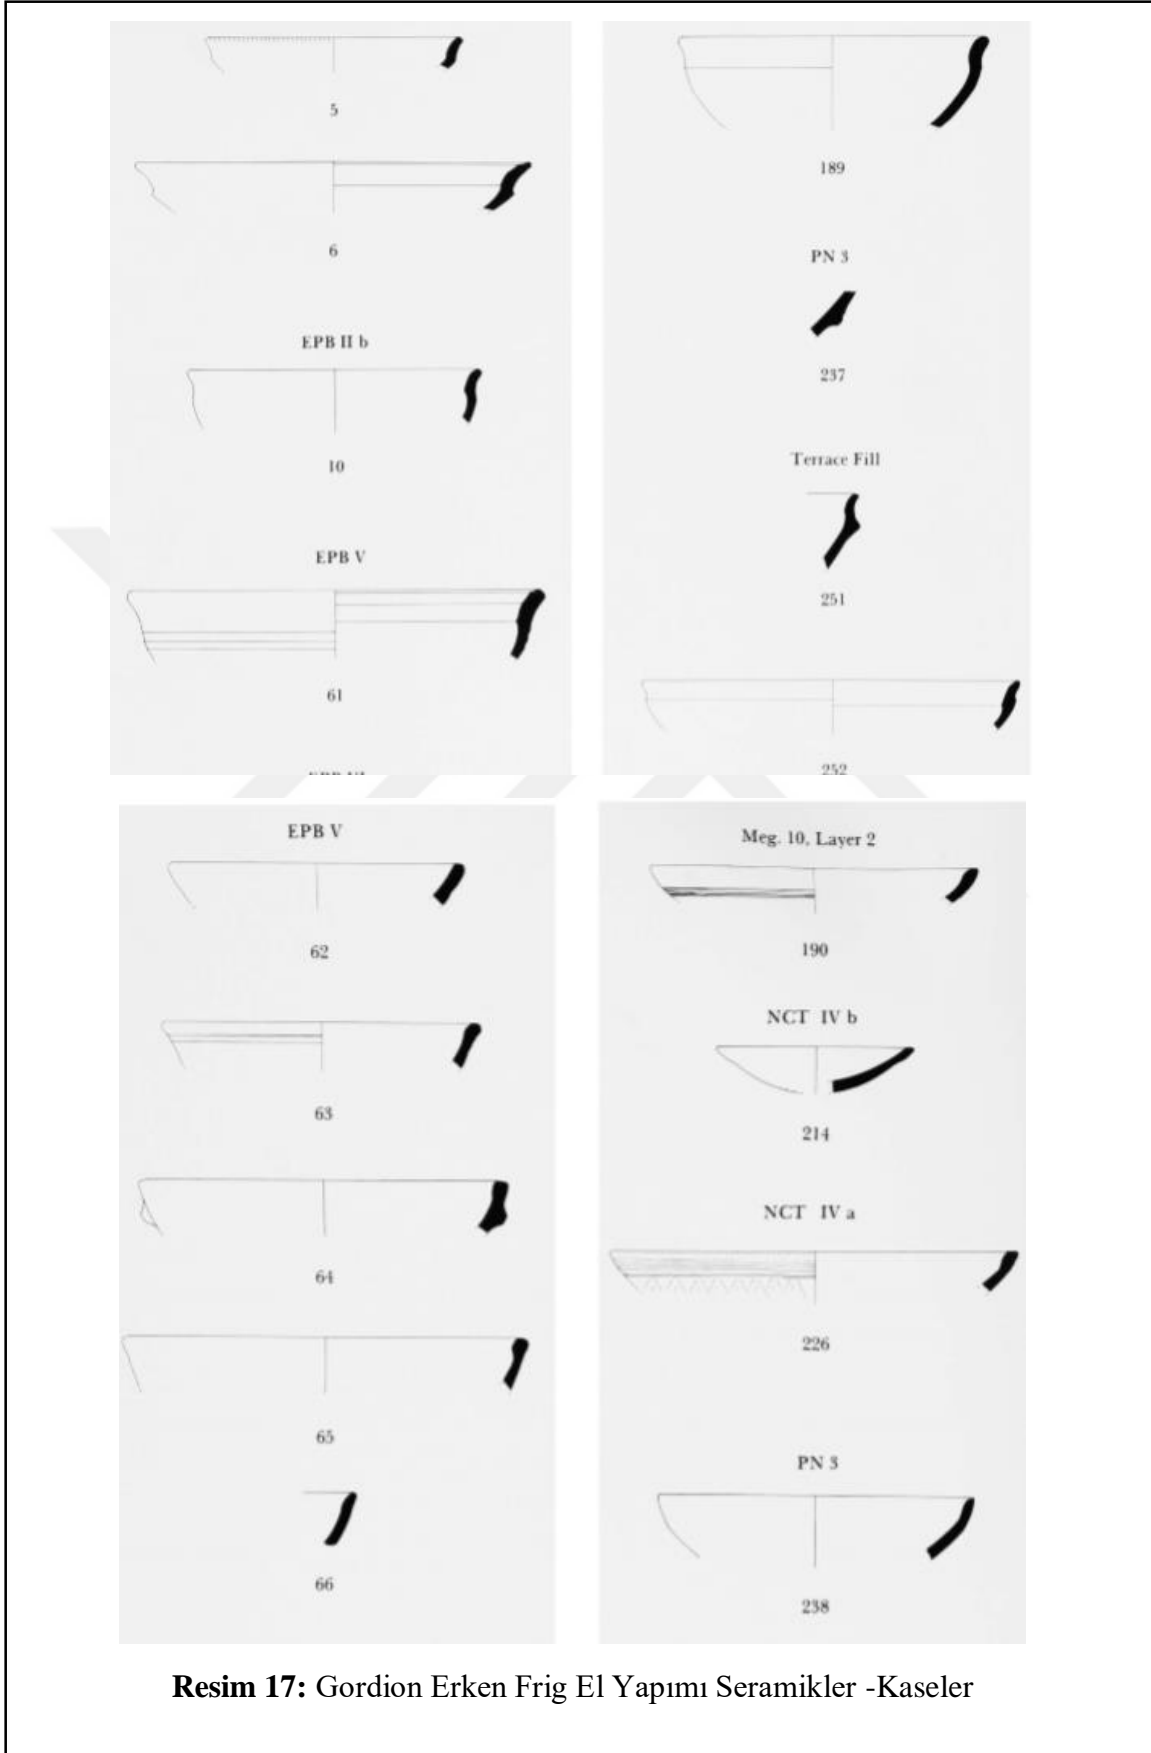 5
6
EPB II b
10
EPB V
61
189
PN 3
237
Terrace Fill
251
252
EPB V
62
63
64
65
66
Meg. 10, Layer 2
190
NCT IV b
214
NCT IV a
226
PN 3
238
Resim 17: Gordion Erken Frig El Yapımı Seramikler -Kaseler